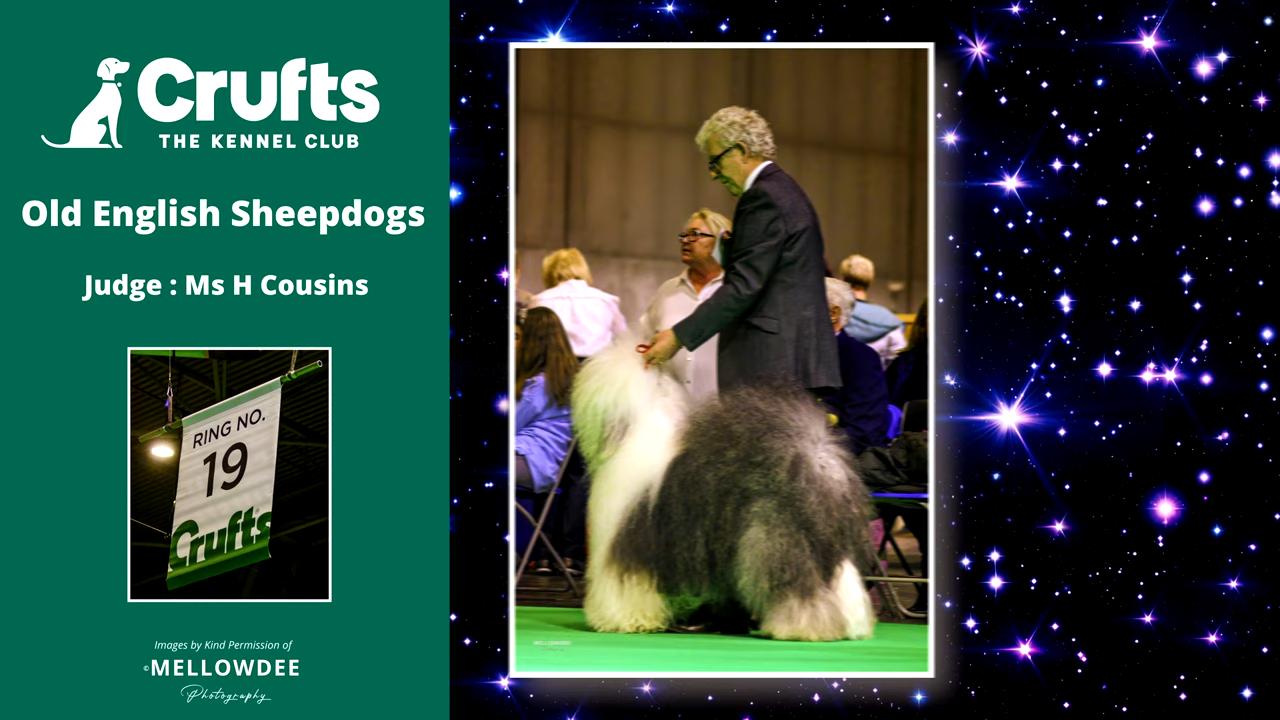 Crufts
THE KENNEL CLUB
Old English Sheepdogs
Judge : Ms H Cousins
RING NO.
19
Crufts
Images by Kind Permission of
©MELLOWDEE
Photography